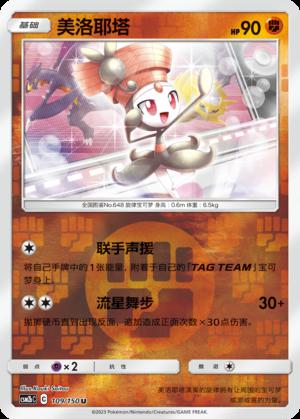 基础
美洛耶塔
HP90
全国图鉴No.648 旋律宝可梦 身高：0.6m 体重：6.5kg
联手声援
将自己手牌中的1张能量，附着于自己的「TAG TEAM」宝可
梦身上。
流星舞步 30+
抛掷硬币直到出现反面，追加造成正面次数×30点伤害。
弱点 ×2 抗性 撤退
Illus.Naoki Saitou
CSM2b C C 109/150 U
美洛耶塔演奏的旋律拥有让周围的宝可梦
或悲或喜的力量。
©2023 Pokémon/Nintendo/Creatures/GAME FREAK.